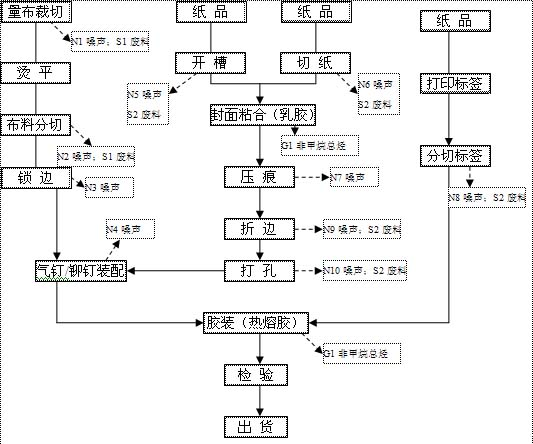 量布裁切
纸 品
纸 品
纸 品
N1 噪声；S1 废料
烫 平
开 槽
切 纸
打印标签
N5 噪声
S2 废料
N6 噪声
S2 废料
布料分切
封面粘合（乳胶）
G1 非甲烷总烃
N2 噪声；S1 废料
分切标签
锁 边
N3 噪声
压 痕
N7 噪声
N8 噪声；S2 废料
N4 噪声
折 边
N9 噪声；S2 废料
气钉/铆钉装配
打 孔
N10 噪声；S2 废料
胶装（热熔胶）
G1 非甲烷总烃
检 验
出 货